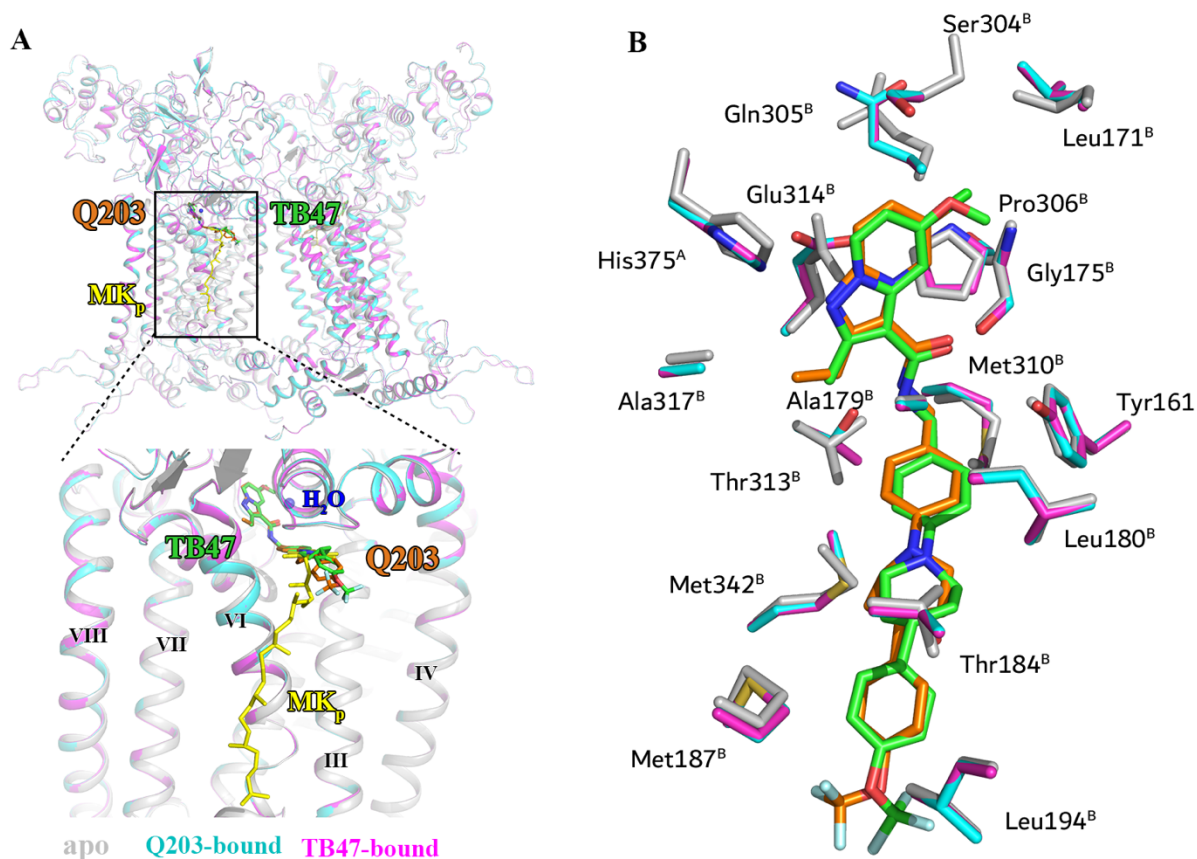 A
Q203
TB47
MKp
H2O
TB47
Q203
VIII
VII
VI
IV
MKp
III
apo Q203-bound TB47-bound
B
Ser304B
Gln305B
Leu171B
Glu314B
Pro306B
His375A
Gly175B
Met310B
Ala317B
Ala179B
Tyr161
Thr313B
Leu180B
Met342B
Thr184B
Met187B
Leu194B